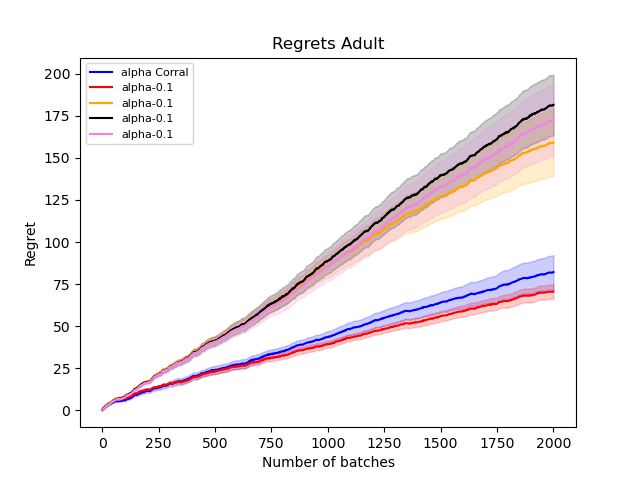 Regrets Adult
alpha Corral
alpha-0.1
alpha-0.1
alpha-0.1
alpha-0.1
Regret
200
175
150
125
100
75
50
25
0
0 250 500 750 1000 1250 1500 1750 2000
Number of batches